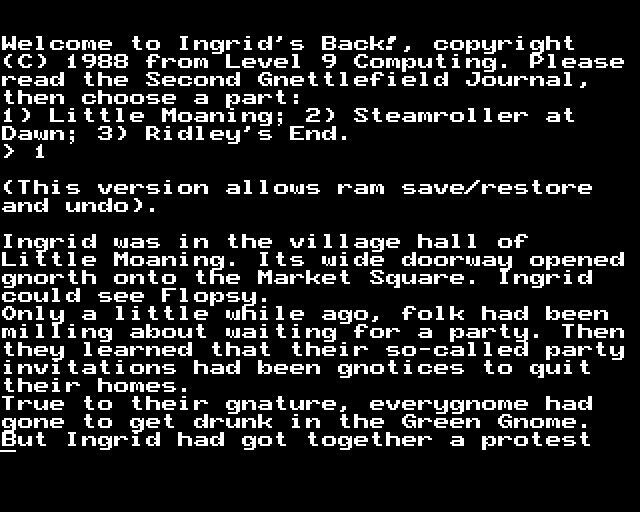 Welcome to Ingrid's Back!, copyright
(C) 1988 from Level 9 Computing. Please
read the Second Gnettlefield Journal,
then choose a part:
1) Little Moaning; 2) Steamroller at
Dawn; 3) Ridley's End.
> 1
(This version allows ram save/restore
and undo).
Ingrid was in the village hall of
Little Moaning. Its wide doorway opened
gnorth onto the Market Square. Ingrid
could see Flopsy.
Only a little while ago, folk had been
milling about waiting for a party. Then
they learned that their so-called party
invitations had been gnotices to quit
their homes.
True to their gnature, everygnome had
gone to get drunk in the Green Gnome.
But Ingrid had got together a protest